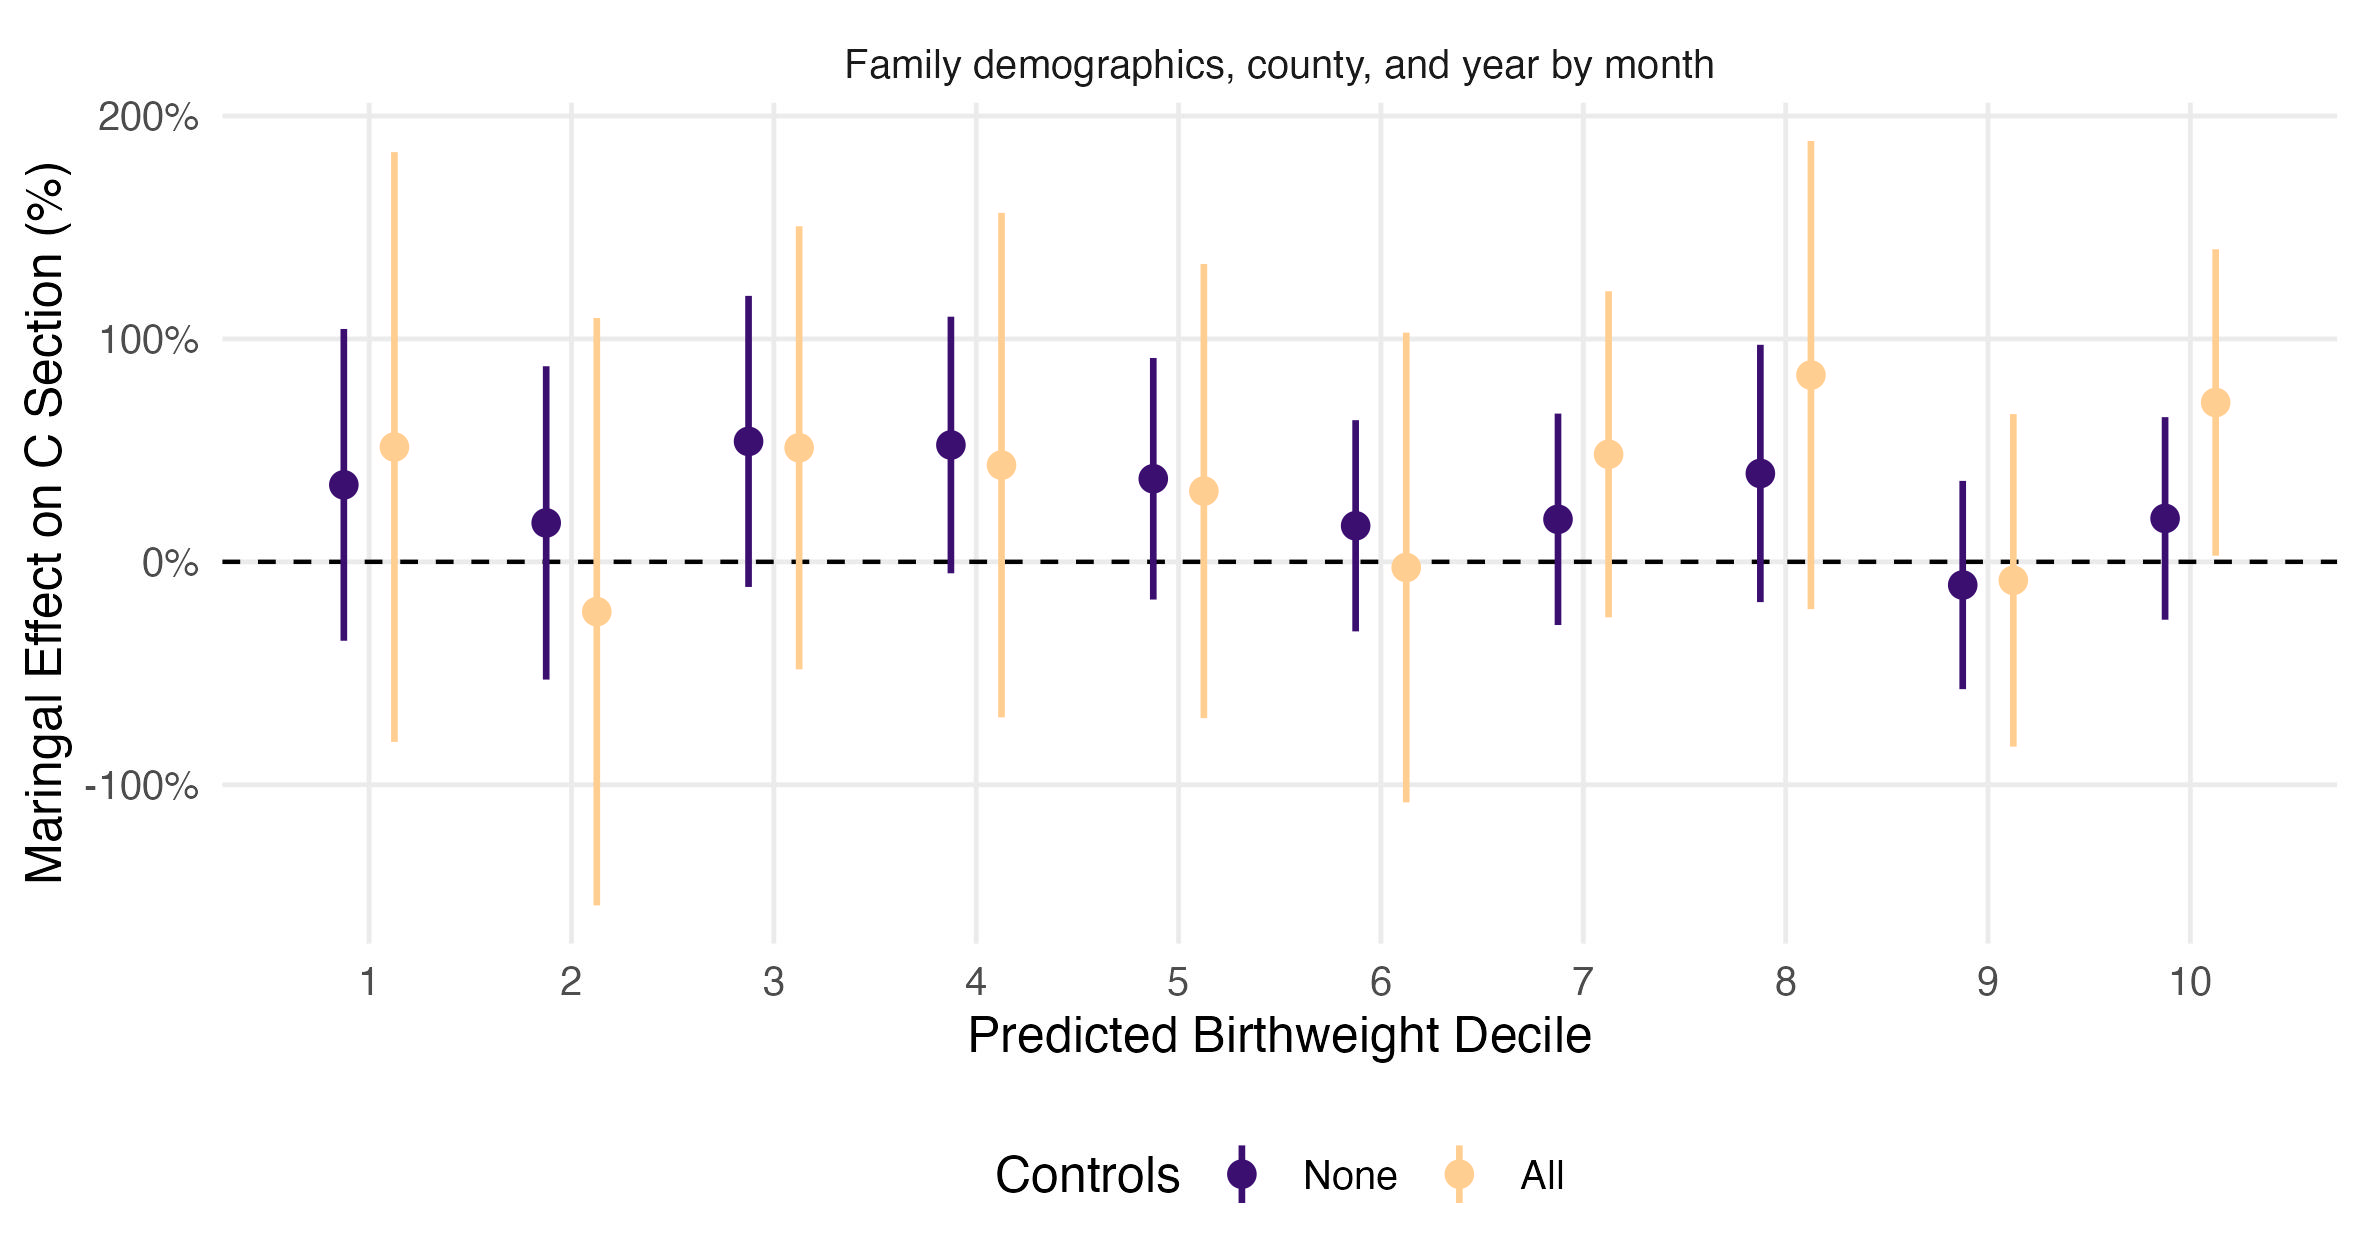 Family demographics, county, and year by month
Maringal Effect on C Section (%)
200%
100%
0%
-100%
1 2 3 4 5 6 7 8 9 10
Predicted Birthweight Decile
Controls None All